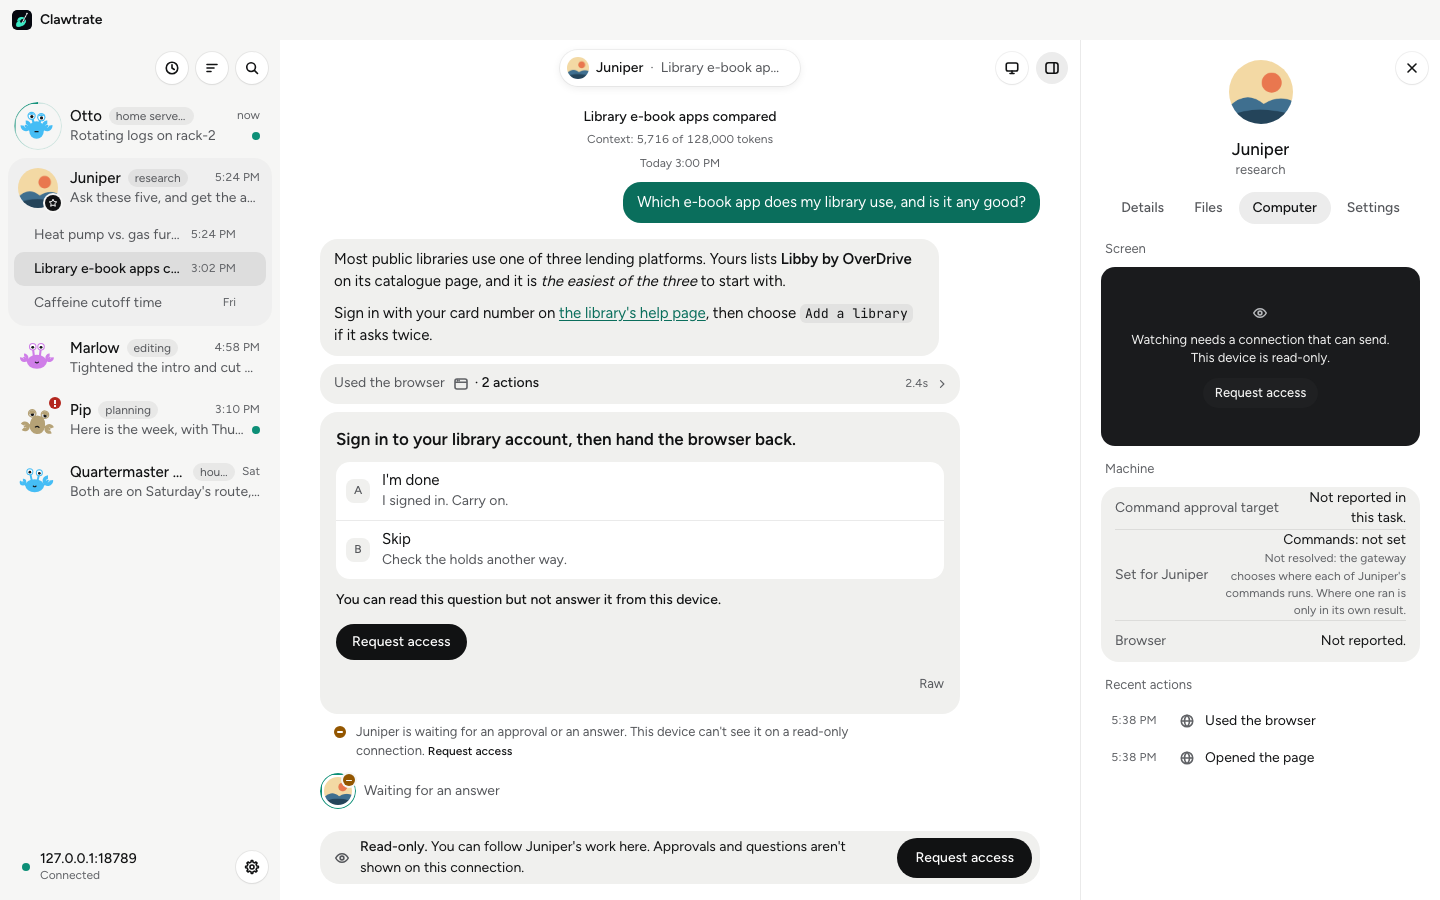 Clawtrate
Otto
home serve...
now
Rotating logs on rack-2
Juniper
research
5:24 PM
Ask these five, and get the a...
Heat pump vs. gas fur...
5:24 PM
Library e-book apps c...
3:02 PM
Caffeine cutoff time
Fri
Marlow
editing
4:58 PM
Tightened the intro and cut ...
Pip
planning
3:10 PM
Here is the week, with Thu...
Quartermaster ...
hou...
Sat
Both are on Saturday's route,...
127.0.0.1:18789
Connected
Juniper · Library e-book ap...
Library e-book apps compared
Context: 5,716 of 128,000 tokens
Today 3:00 PM
Which e-book app does my library use, and is it any good?
Most public libraries use one of three lending platforms. Yours lists Libby by OverDrive
on its catalogue page, and it is the easiest of the three to start with.
Sign in with your card number on the library's help page, then choose Add a library
if it asks twice.
Used the browser · 2 actions
2.4s
Sign in to your library account, then hand the browser back.
A
I'm done
I signed in. Carry on.
B
Skip
Check the holds another way.
You can read this question but not answer it from this device.
Request access
Raw
Juniper is waiting for an approval or an answer. This device can't see it on a read-only
connection. Request access
Waiting for an answer
Read-only. You can follow Juniper's work here. Approvals and questions aren't
shown on this connection.
Request access
Juniper
research
Details
Files
Computer
Settings
Screen
Watching needs a connection that can send.
This device is read-only.
Request access
Machine
Command approval target
Not reported in
this task.
Set for Juniper
Commands: not set
Not resolved: the gateway
chooses where each of Juniper's
commands runs. Where one ran is
only in its own result.
Browser
Not reported.
Recent actions
5:38 PM
Used the browser
5:38 PM
Opened the page